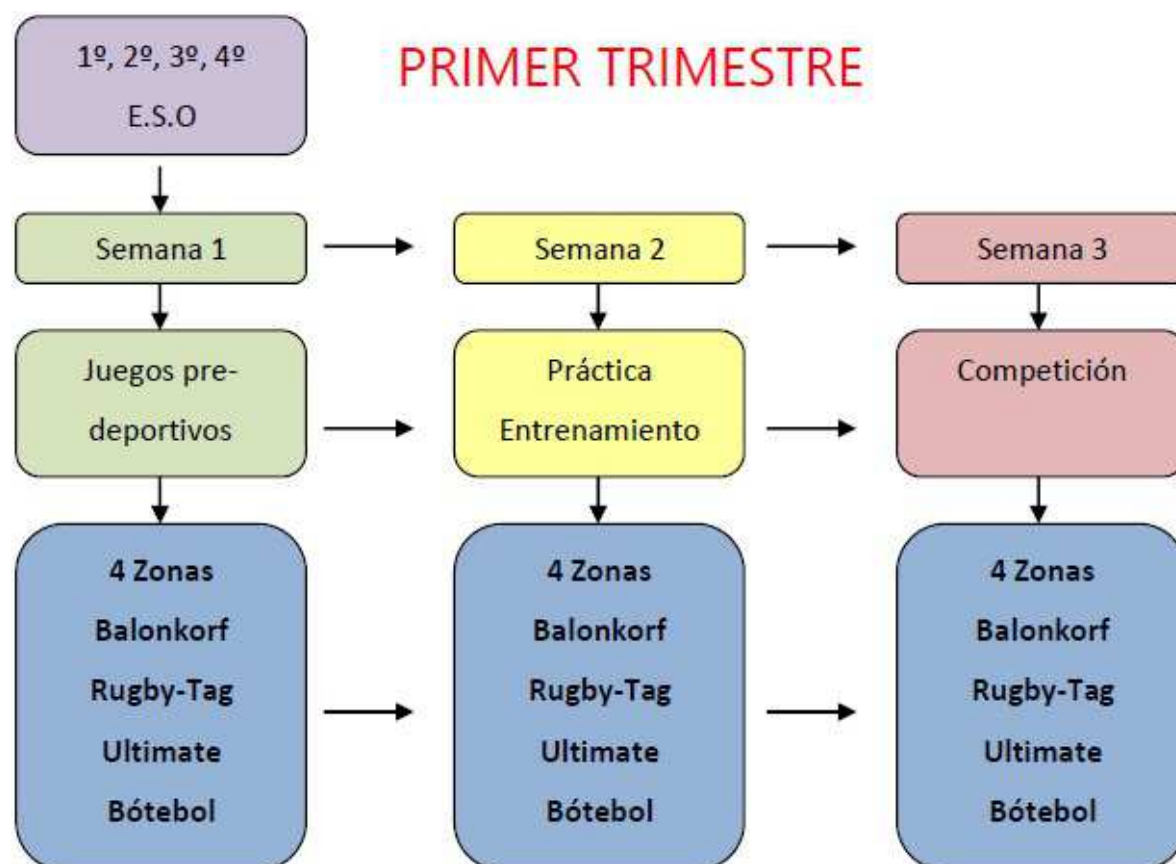 1º, 2º, 3º, 4º
E.S.O
PRIMER TRIMESTRE
Semana 1
Semana 2
Semana 3
Juegos pre-
deportivos
Práctica
Entrenamiento
Competición
4 Zonas
Balonkorf
Rugby-Tag
Ultimate
Bótebol
4 Zonas
Balonkorf
Rugby-Tag
Ultimate
Bótebol
4 Zonas
Balonkorf
Rugby-Tag
Ultimate
Bótebol